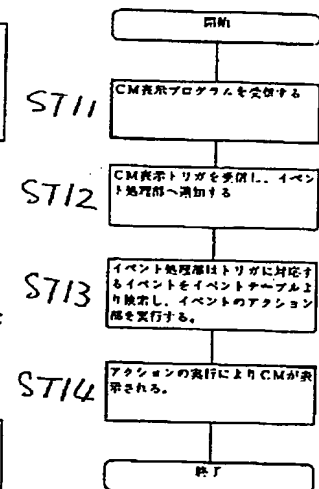 開始
ST11
CM表示プログラムを受信する
ST12
CM表示トリガを受信し、イベン
ト処理部へ通知する
ST13
イベント処理部はトリガに対応す
るイベントをイベントテーブルよ
り検索し、イベントのアクション
部を実行する。
ST14
アクションの実行によりCMが表
示される。
終了